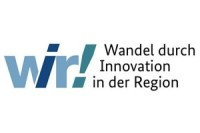 wir!
Wandel durch
Innovation
in der Region